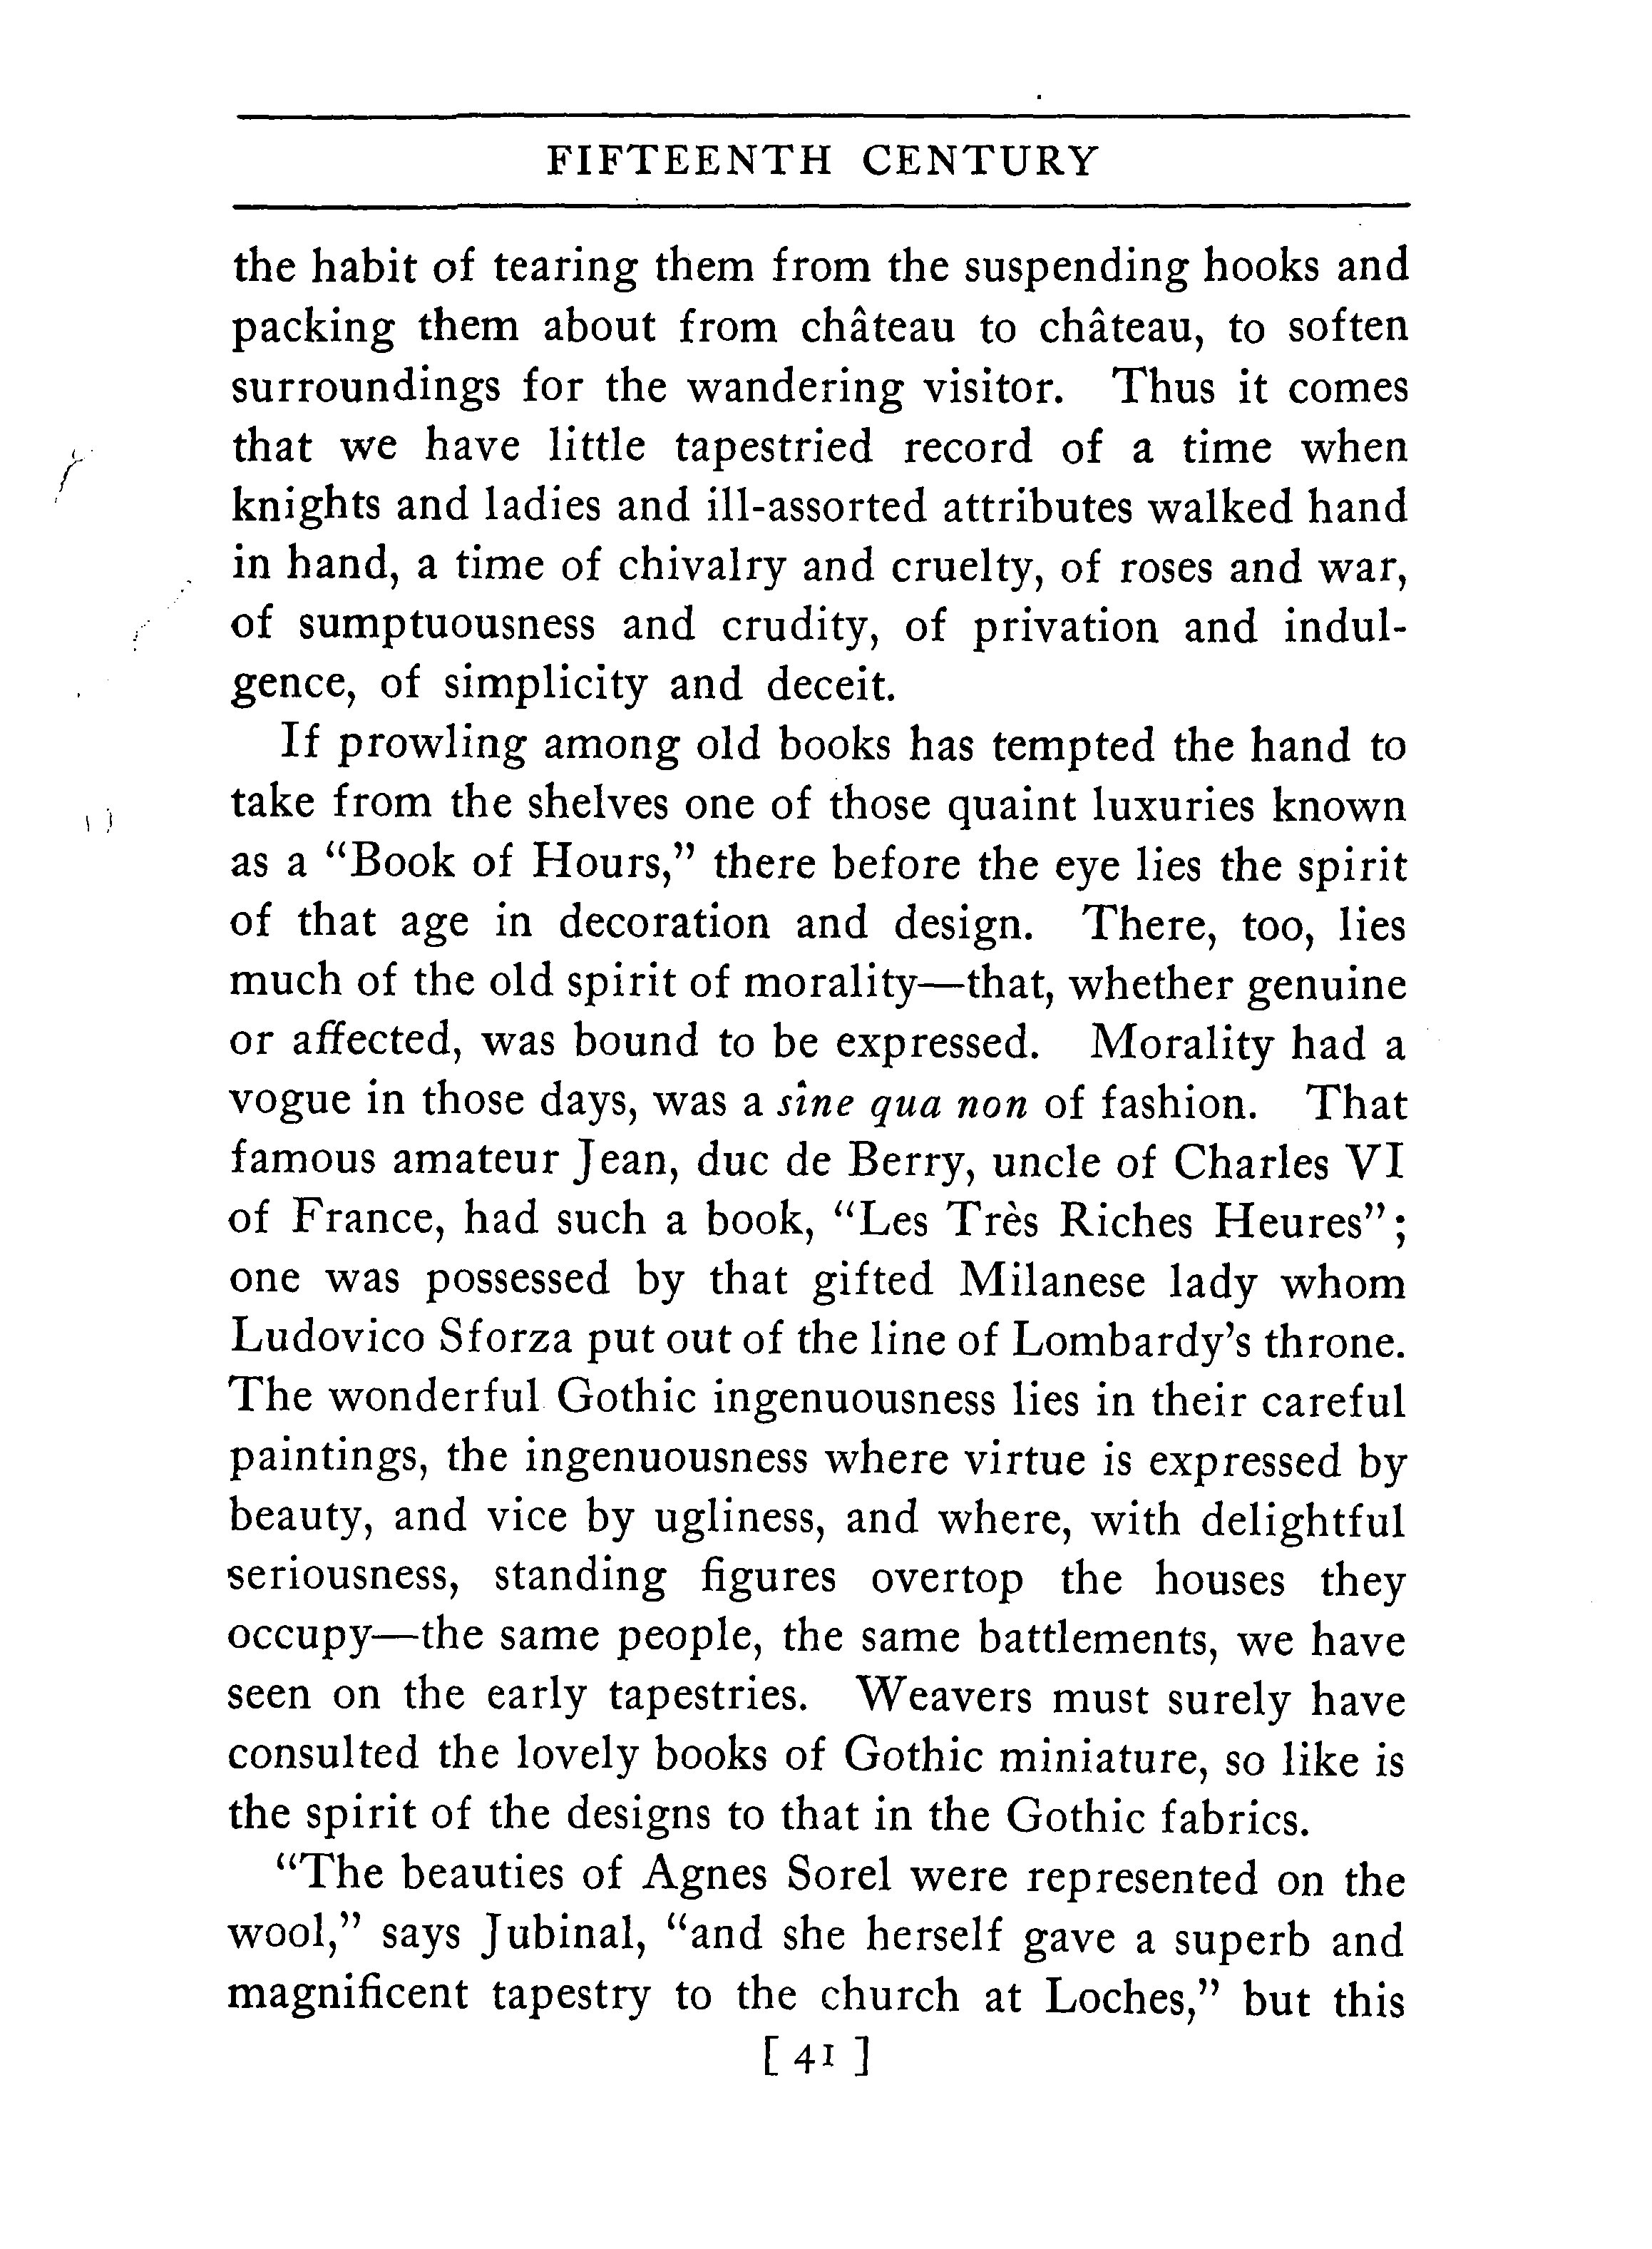 FIFTEENTH CENTURY
the habit of tearing them from the suspending hooks and
packing them about from château to château, to soften
surroundings for the wandering visitor. Thus it comes
that we have little tapestried record of a time when
knights and ladies and ill-assorted attributes walked hand
in hand, a time of chivalry and cruelty, of roses and war,
of sumptuousness and crudity, of privation and indul-
gence, of simplicity and deceit.
If prowling among old books has tempted the hand to
take from the shelves one of those quaint luxuries known
as a “Book of Hours,” there before the eye lies the spirit
of that age in decoration and design. There, too, lies
much of the old spirit of morality—that, whether genuine
or affected, was bound to be expressed. Morality had a
vogue in those days, was a sine qua non of fashion. That
famous amateur Jean, duc de Berry, uncle of Charles VI
of France, had such a book, “Les Très Riches Heures”;
one was possessed by that gifted Milanese lady whom
Ludovico Sforza put out of the line of Lombardy’s throne.
The wonderful Gothic ingenuousness lies in their careful
paintings, the ingenuousness where virtue is expressed by
beauty, and vice by ugliness, and where, with delightful
seriousness, standing figures overtop the houses they
occupy—the same people, the same battlements, we have
seen on the early tapestries. Weavers must surely have
consulted the lovely books of Gothic miniature, so like is
the spirit of the designs to that in the Gothic fabrics.
“The beauties of Agnes Sorel were represented on the
wool,” says Jubinal, “and she herself gave a superb and
magnificent tapestry to the church at Loches,” but this
[ 41 ]